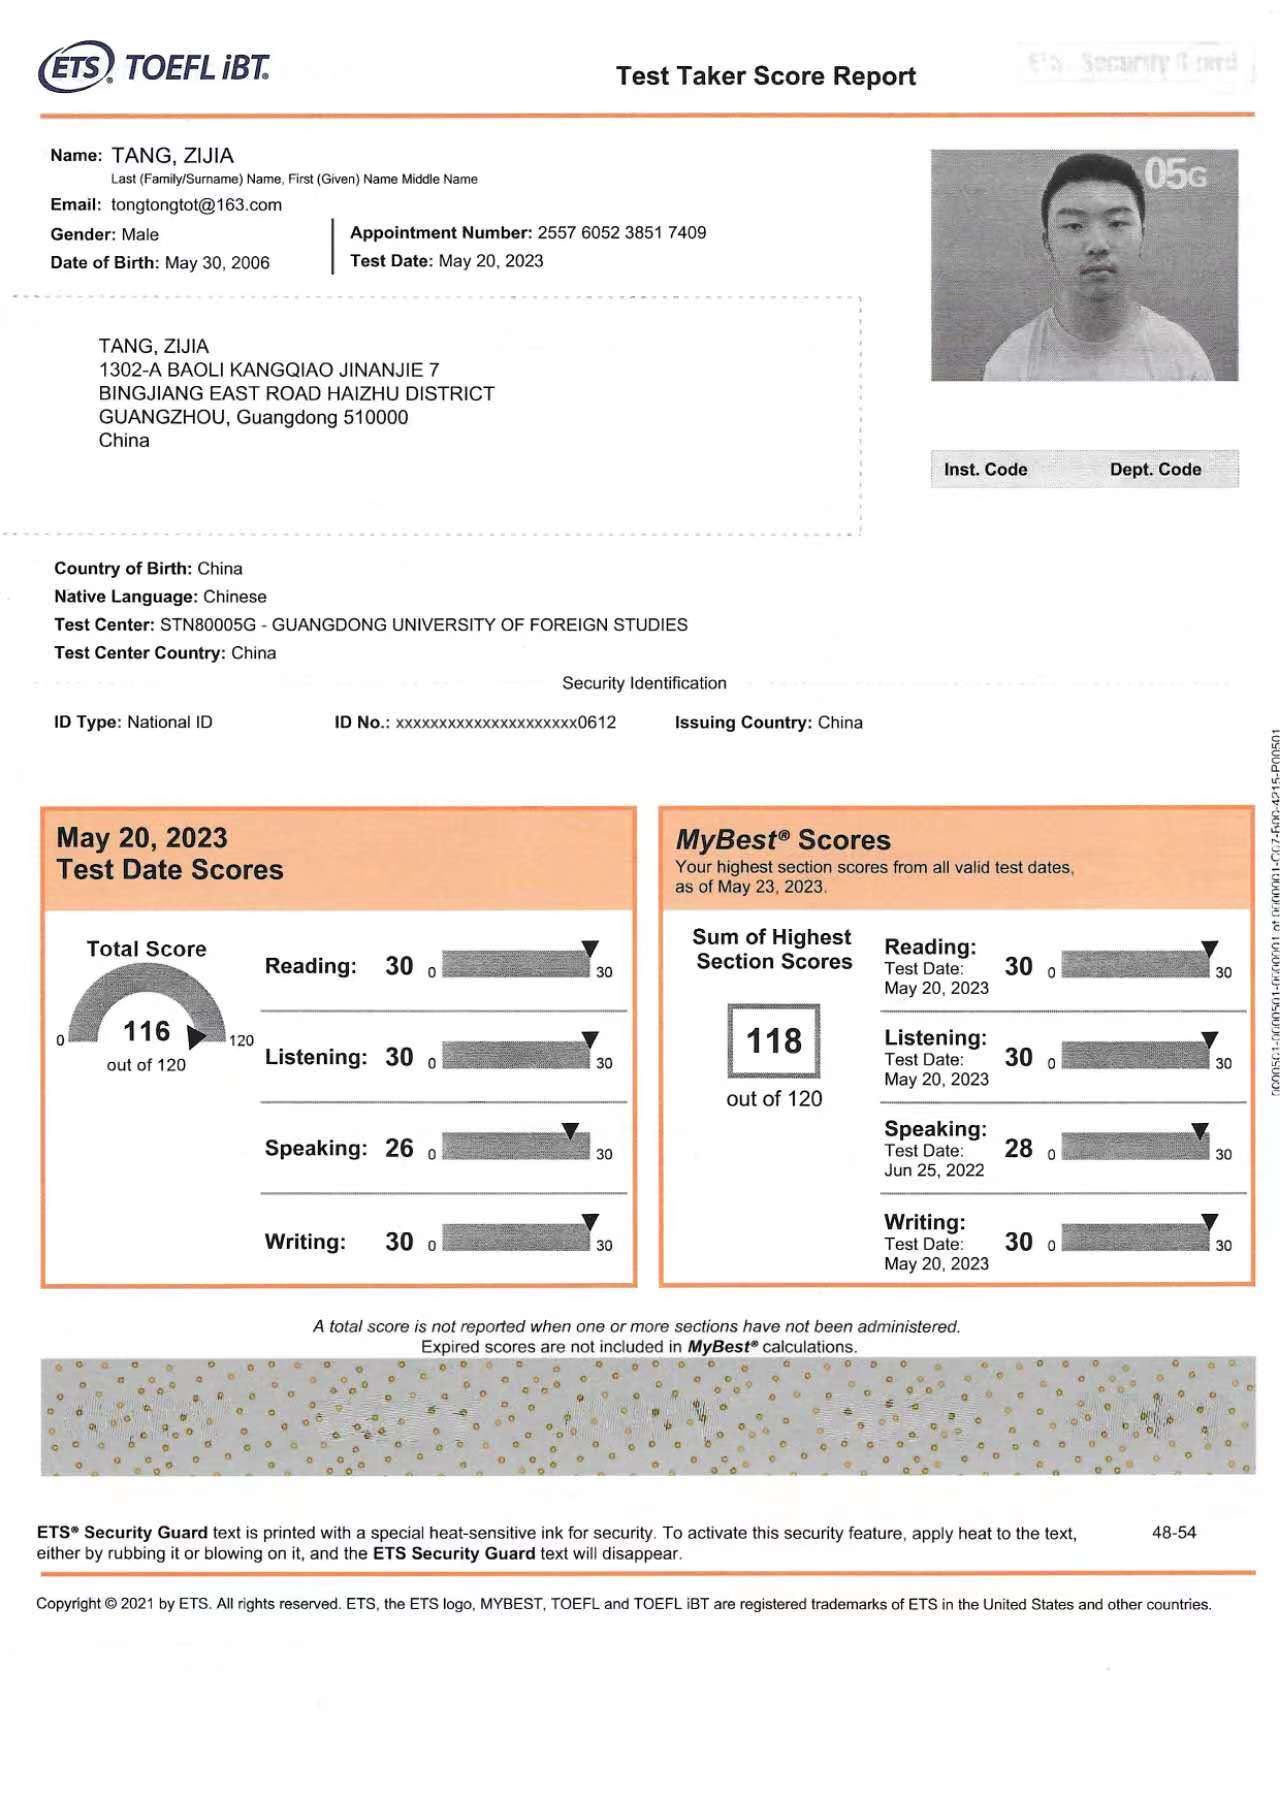 ETS TOEFL iBT.
Test Taker Score Report
Security
Name: TANG, ZIJIA
Last (Family/Surname) Name, First (Given) Name Middle Name
Email: tongtongtot@163.com
Gender: Male
Date of Birth: May 30, 2006
Appointment Number: 2557 6052 3851 7409
Test Date: May 20, 2023
05G
TANG, ZIJIA
1302-A BAOLI KANGQIAO JINANJIE 7
BINGJIANG EAST ROAD HAIZHU DISTRICT
GUANGZHOU, Guangdong 510000
China
Inst. Code Dept. Code
Country of Birth: China
Native Language: Chinese
Test Center: STN80005G - GUANGDONG UNIVERSITY OF FOREIGN STUDIES
Test Center Country: China
Security Identification
ID Type: National ID ID No.: xxxxxxxxxxxxxxxxxxxxx0612 Issuing Country: China
May 20, 2023
Test Date Scores
Total Score
0 116 120
out of 120
Reading: 30 0 30
Listening: 30 0 30
Speaking: 26 0 30
Writing: 30 0 30
MyBest® Scores
Your highest section scores from all valid test dates,
as of May 23, 2023.
Sum of Highest
Section Scores
118
out of 120
Reading:
Test Date:
May 20, 2023
30 0 30
Listening:
Test Date:
May 20, 2023
30 0 30
Speaking:
Test Date:
Jun 25, 2022
28 0 30
Writing:
Test Date:
May 20, 2023
30 0 30
A total score is not reported when one or more sections have not been administered.
Expired scores are not included in MyBest® calculations.
ETS® Security Guard text is printed with a special heat-sensitive ink for security. To activate this security feature, apply heat to the text,
either by rubbing it or blowing on it, and the ETS Security Guard text will disappear.
48-54
Copyright © 2021 by ETS. All rights reserved. ETS, the ETS logo, MYBEST, TOEFL and TOEFL iBT are registered trademarks of ETS in the United States and other countries.